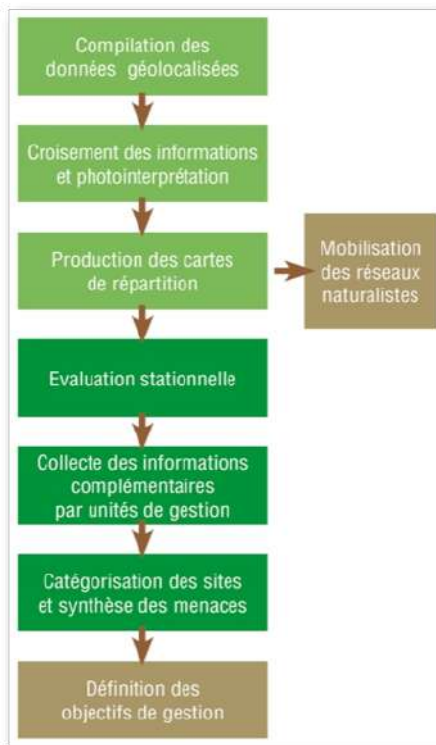 Compilation des
données géolocalisées
Croisement des informations
et photointerprétation
Production des cartes
de répartition
Mobilisation
des réseaux
naturalistes
Evaluation stationnelle
Collecte des informations
complémentaires
par unités de gestion
Catégorisation des sites
et synthèse des menaces
Définition des
objectifs de gestion